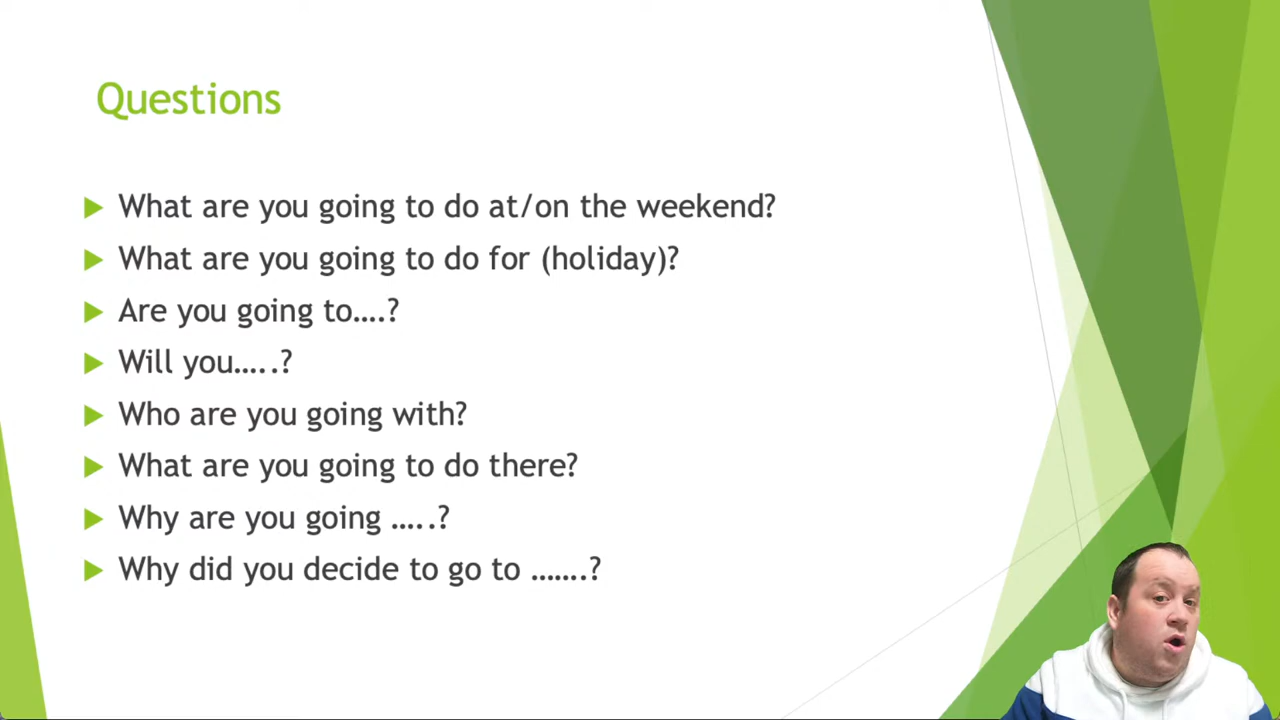 Questions
What are you going to do at/on the weekend?
What are you going to do for (holiday)?
Are you going to….?
Will you…..?
Who are you going with?
What are you going to do there?
Why are you going …..?
Why did you decide to go to …….?